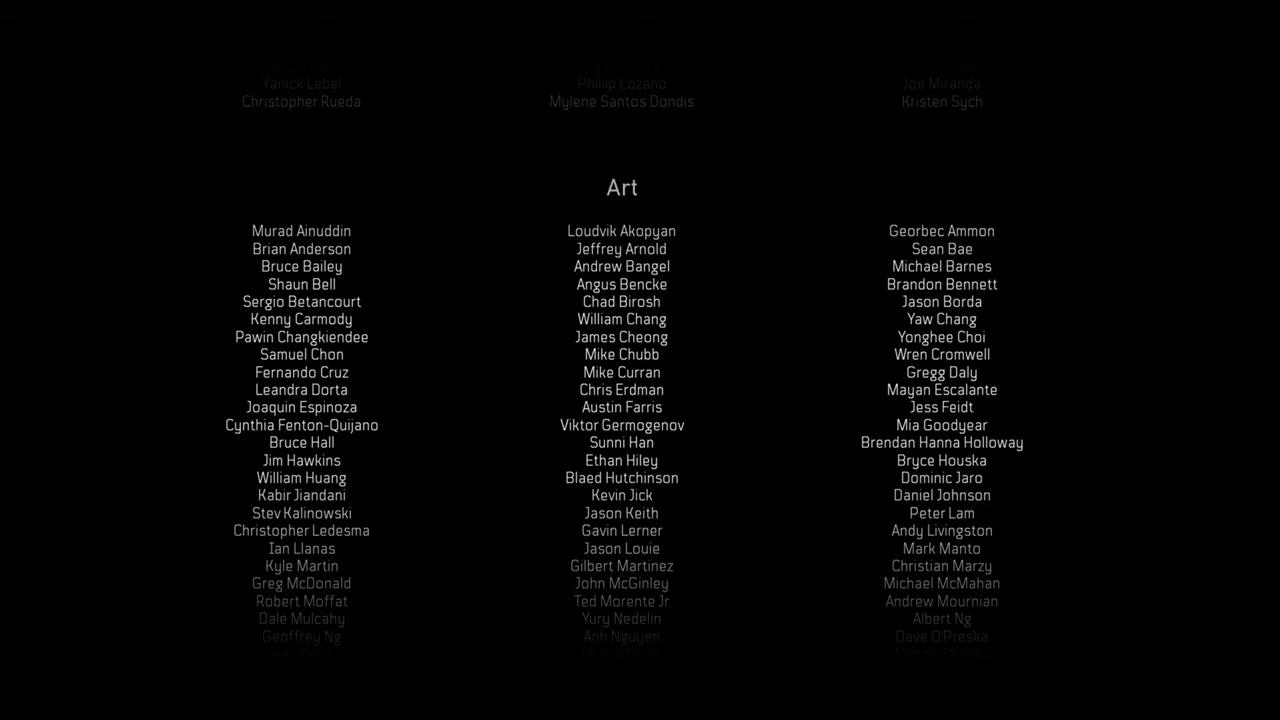 Yanick Lebel Phillip Lozano Joe Miranda
Christopher Rueda Mylene Santos Dondis Kristen Sych
Art
Murad Ainuddin Loudvik Akopyan Georbec Ammon
Brian Anderson Jeffrey Arnold Sean Bae
Bruce Bailey Andrew Bangel Michael Barnes
Shaun Bell Angus Bencke Brandon Bennett
Sergio Betancourt Chad Birosh Jason Borda
Kenny Carmody William Chang Yaw Chang
Pawin Changkiendee James Cheong Yonghee Choi
Samuel Chon Mike Chubb Wren Cromwell
Fernando Cruz Mike Curran Gregg Daly
Leandra Dorta Chris Erdman Mayan Escalante
Joaquin Espinoza Austin Farris Jess Feidt
Cynthia Fenton-Quijano Viktor Germogenov Mia Goodyear
Bruce Hall Sunni Han Brendan Hanna Holloway
Jim Hawkins Ethan Hiley Bryce Houska
William Huang Blaed Hutchinson Dominic Jaro
Kabir Jiandani Kevin Jick Daniel Johnson
Stev Kalinowski Jason Keith Peter Lam
Christopher Ledesma Gavin Lerner Andy Livingston
Ian Llanas Jason Louie Mark Manto
Kyle Martin Gilbert Martinez Christian Marzy
Greg McDonald John McGinley Michael McMahan
Robert Moffat Ted Morente Jr. Andrew Mournian
Dale Mulcahy Yury Nedelin Albert Ng
Geoffrey Ng Anh Nguyen Dave O'Preska